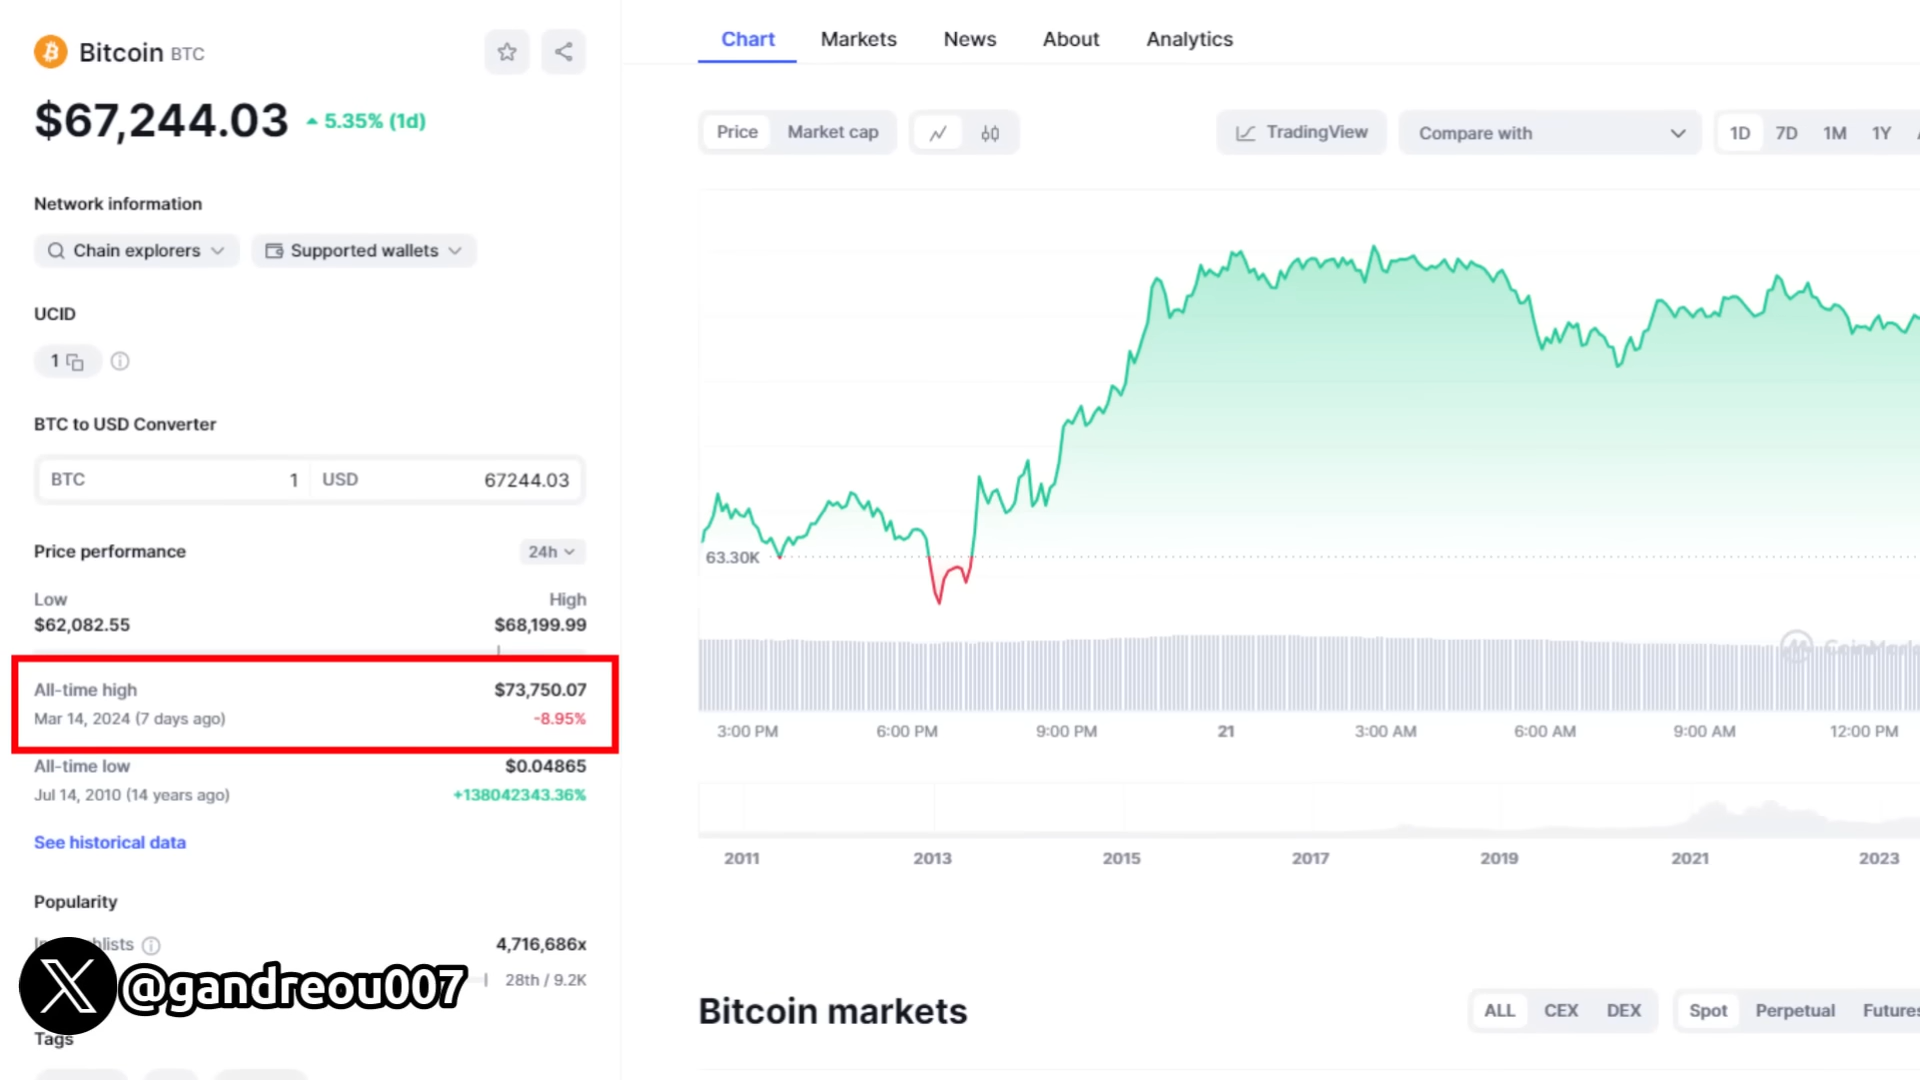 Bitcoin BTC
$67,244.03 5.35% (1d)
Network information
Chain explorers
Supported wallets
UCID
1
BTC to USD Converter
BTC 1 USD 67244.03
Price performance 24h
Low High
$62,082.55 $68,199.99
All-time high $73,750.07
Mar 14, 2024 (7 days ago) -8.95%
All-time low $0.04865
Jul 14, 2010 (14 years ago) +138042343.36%
See historical data
Popularity
4,716,686x
28th / 9.2K
@gandreou007
Tags
Chart Markets News About Analytics
Price Market cap TradingView Compare with 1D 7D 1M 1Y
63.30K
3:00 PM 6:00 PM 9:00 PM 21 3:00 AM 6:00 AM 9:00 AM 12:00 PM
2011 2013 2015 2017 2019 2021 2023
Bitcoin markets ALL CEX DEX Spot Perpetual Futures